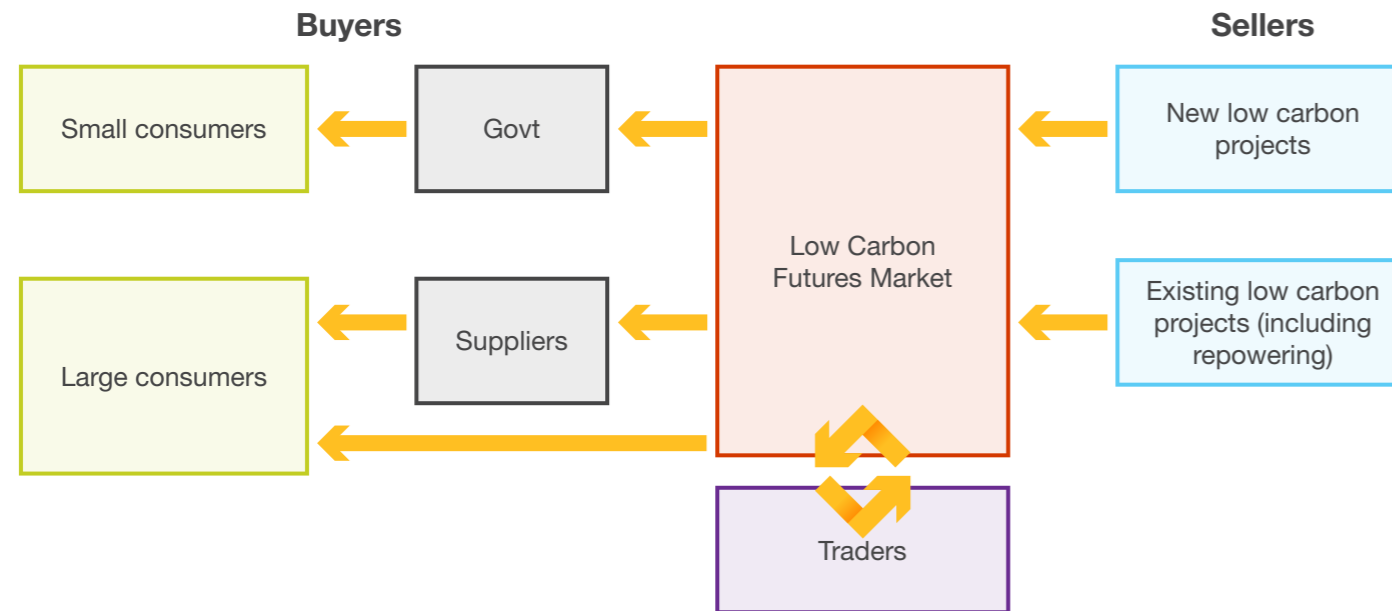 Buyers
Sellers
Small consumers
Govt
New low carbon
projects
Low Carbon
Futures Market
Large consumers
Suppliers
Existing low carbon
projects (including
repowering)
Traders